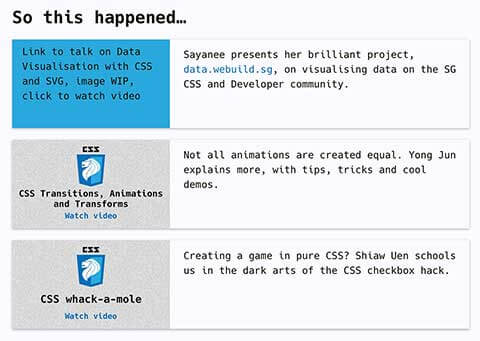 So this happened…
Link to talk on Data
Visualisation with CSS
and SVG, image WIP,
click to watch video
Sayanee presents her brilliant project,
data.webuild.sg, on visualising data on the SG
CSS and Developer community.
CSS
CSS Transitions, Animations
and Transforms
Watch video
Not all animations are created equal. Yong Jun
explains more, with tips, tricks and cool
demos.
CSS
CSS whack-a-mole
Watch video
Creating a game in pure CSS? Shiaw Uen schools
us in the dark arts of the CSS checkbox hack.